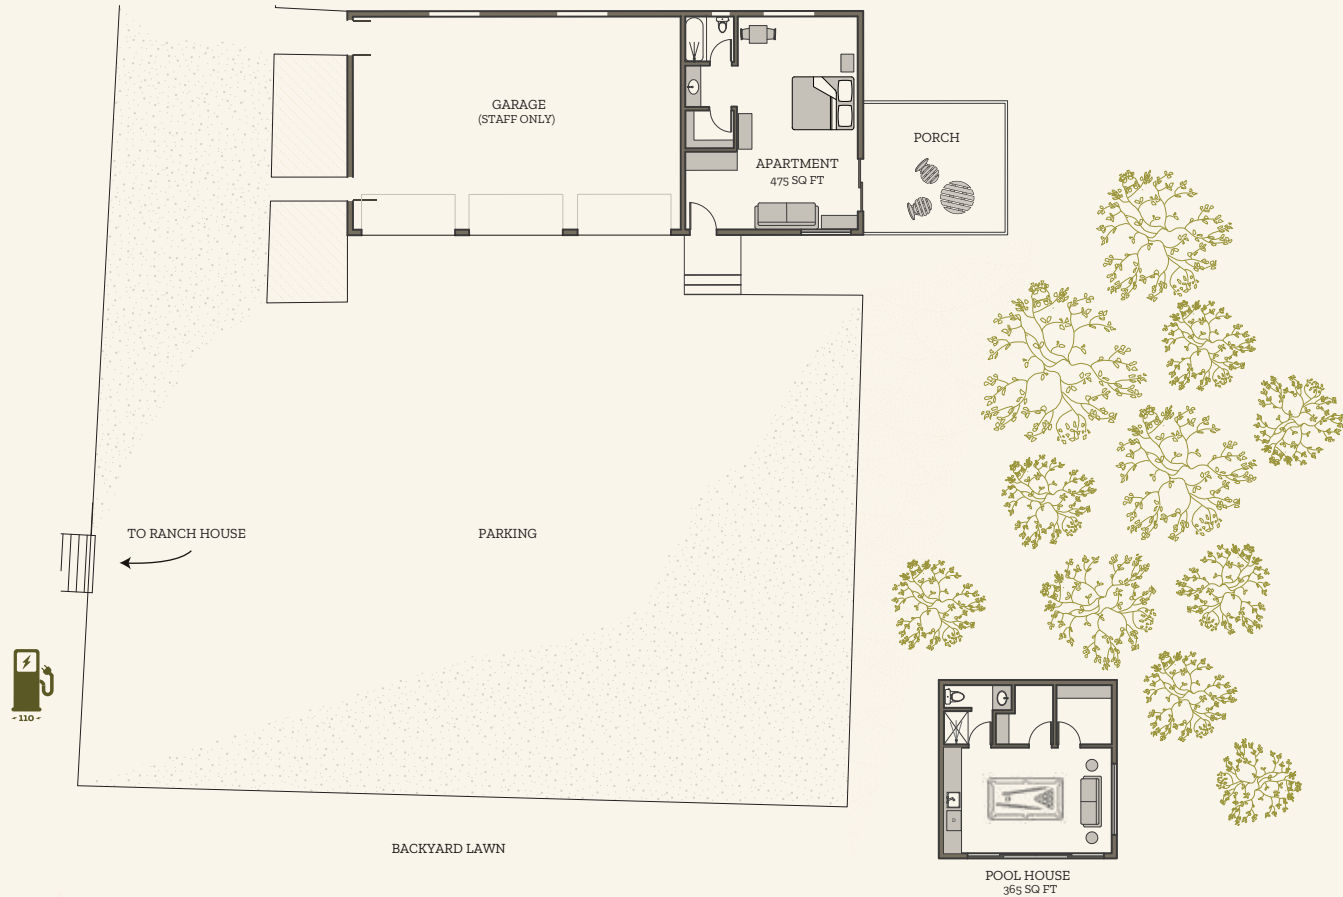 GARAGE
(STAFF ONLY)
PORCH
APARTMENT
475 SQ FT
TO RANCH HOUSE
PARKING
- 110 -
BACKYARD LAWN
POOL HOUSE
365 SQ FT